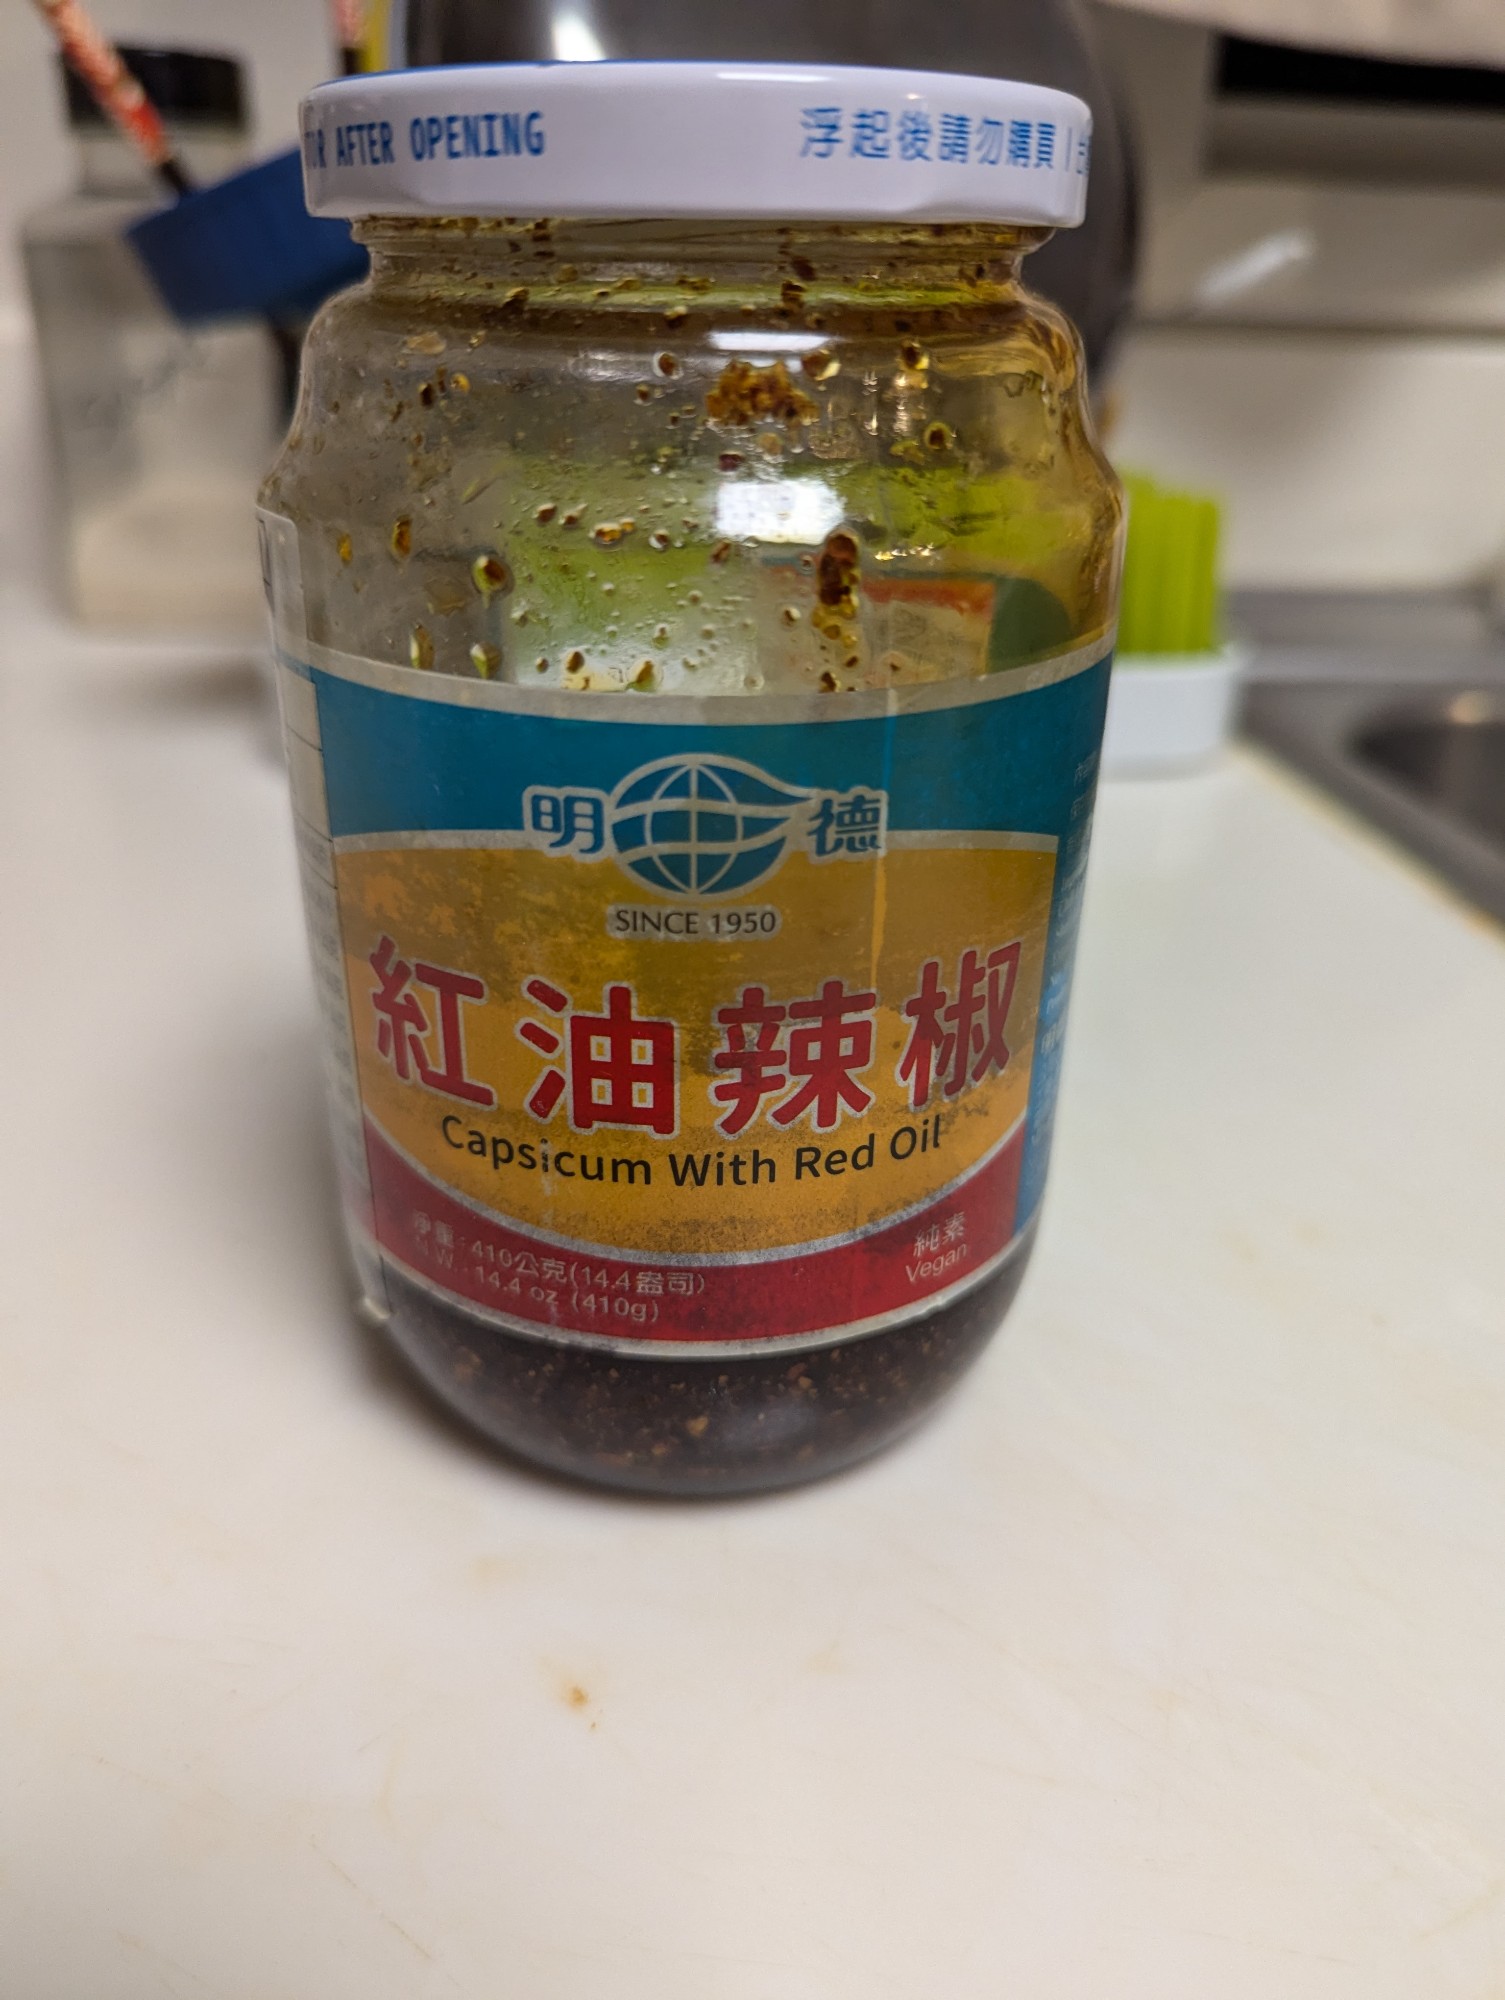 AFTER OPENING
浮起後請勿購買
明德
SINCE 1950
紅油辣椒
Capsicum With Red Oil
淨重：410公克(14.4盎司)
N.W.：14.4 oz (410g)
純素
Vegan